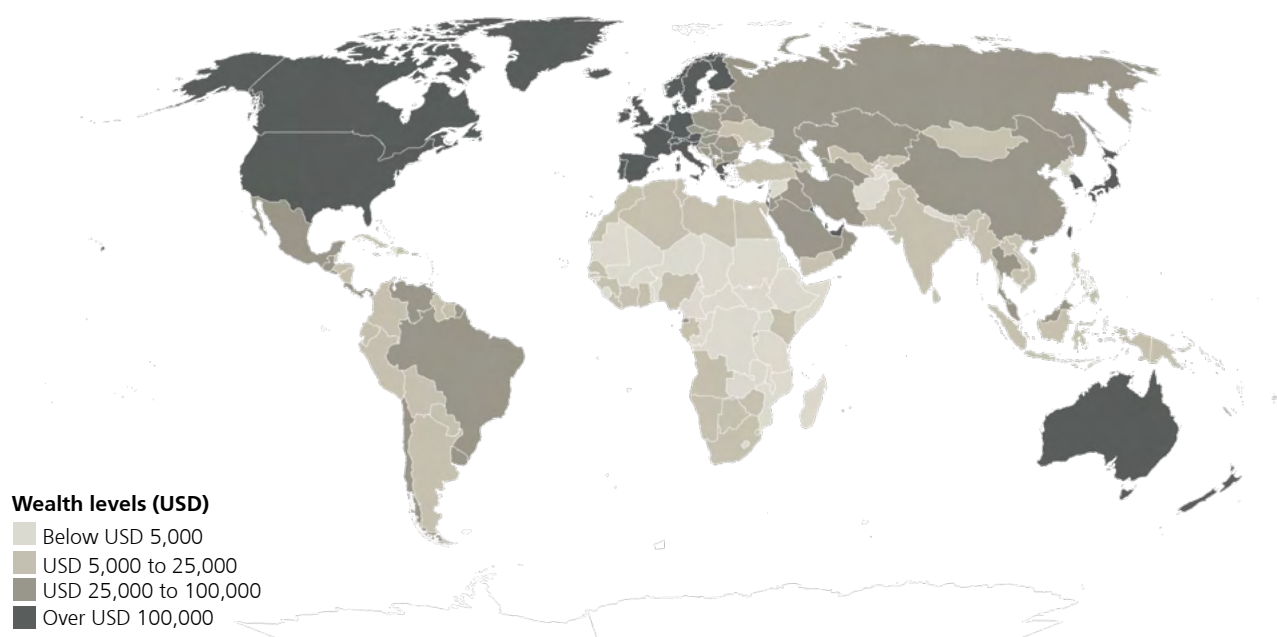 Wealth levels (USD)
Below USD 5,000
USD 5,000 to 25,000
USD 25,000 to 100,000
Over USD 100,000